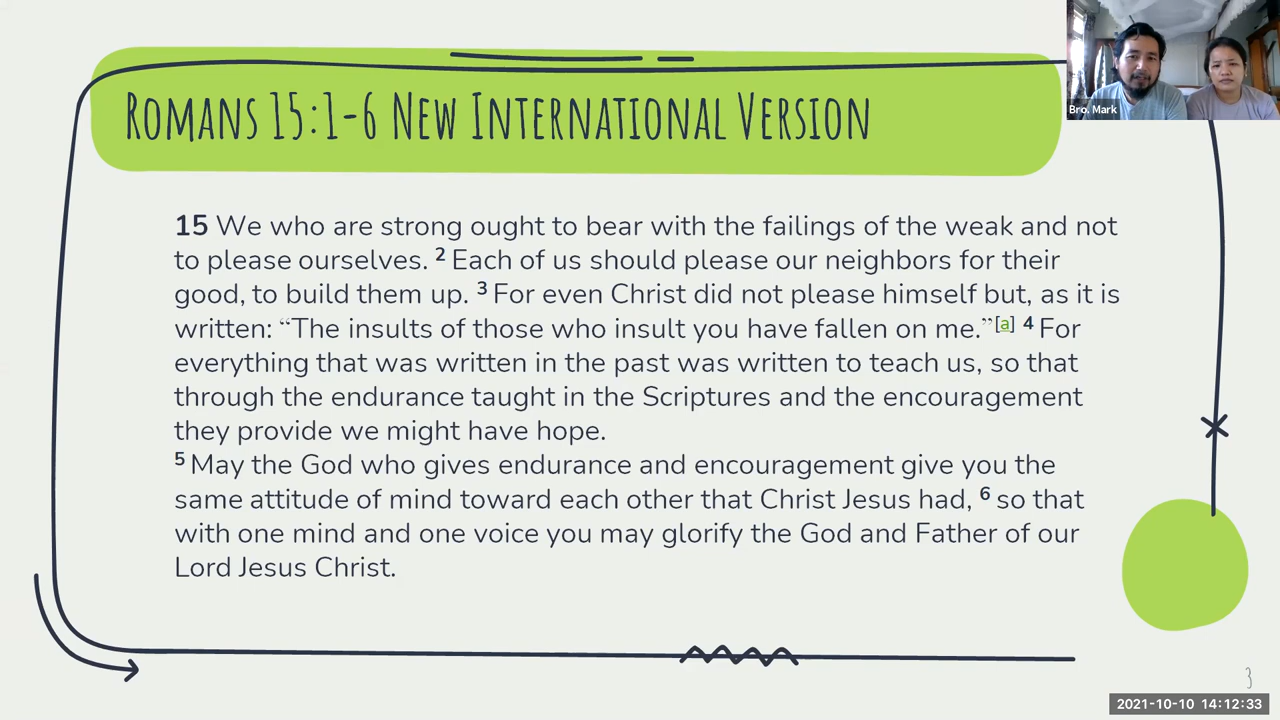 Romans 15:1-6 New International Version
Bro. Mark
15 We who are strong ought to bear with the failings of the weak and not
to please ourselves. 2 Each of us should please our neighbors for their
good, to build them up. 3 For even Christ did not please himself but, as it is
written: “The insults of those who insult you have fallen on me.”[a] 4 For
everything that was written in the past was written to teach us, so that
through the endurance taught in the Scriptures and the encouragement
they provide we might have hope.
5 May the God who gives endurance and encouragement give you the
same attitude of mind toward each other that Christ Jesus had, 6 so that
with one mind and one voice you may glorify the God and Father of our
Lord Jesus Christ.
3
2021-10-10 14:12:33